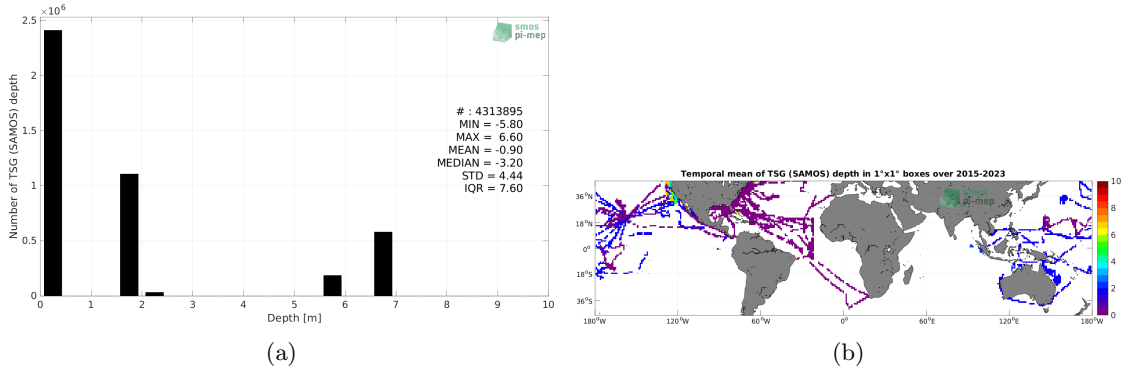 ×10⁶
2.5
2
1.5
1
0.5
0
Number of TSG (SAMOS) depth
smos
pi-mep
# : 4313895
MIN = -5.80
MAX = 6.60
MEAN = -0.90
MEDIAN = -3.20
STD = 4.44
IQR = 7.60
0 1 2 3 4 5 6 7 8 9 10
Depth [m]
(a)
Temporal mean of TSG (SAMOS) depth in 1°x1° boxes over 2015-2023
smos
pi-mep
36°N
18°N
0°
18°S
36°S
180°W 120°W 60°W 0° 60°E 120°E 180°E
10
8
6
4
2
0
(b)